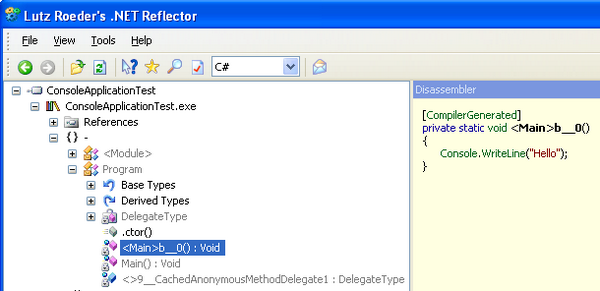 Lutz Roeder's .NET Reflector
File View Tools Help
C#
ConsoleApplicationTest
ConsoleApplicationTest.exe
References
{ } -
<Module>
Program
Base Types
Derived Types
DelegateType
.ctor()
<Main>b__0() : Void
Main() : Void
<>9__CachedAnonymousMethodDelegate1 : DelegateType
Disassembler
[CompilerGenerated]
private static void <Main>b__0()
{
Console.WriteLine("Hello");
}